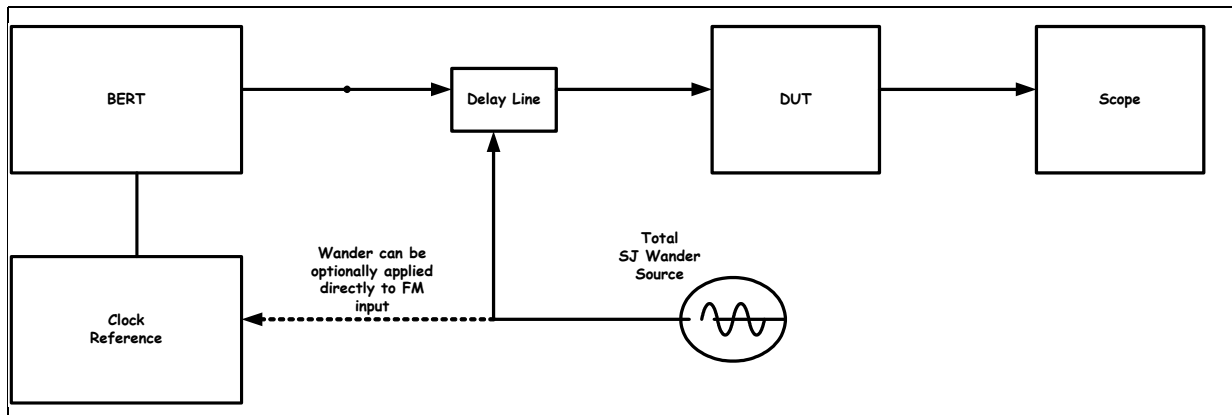 BERT
Delay Line
DUT
Scope
Wander can be
optionally applied
directly to FM
input
Total
SJ Wander
Source
Clock
Reference